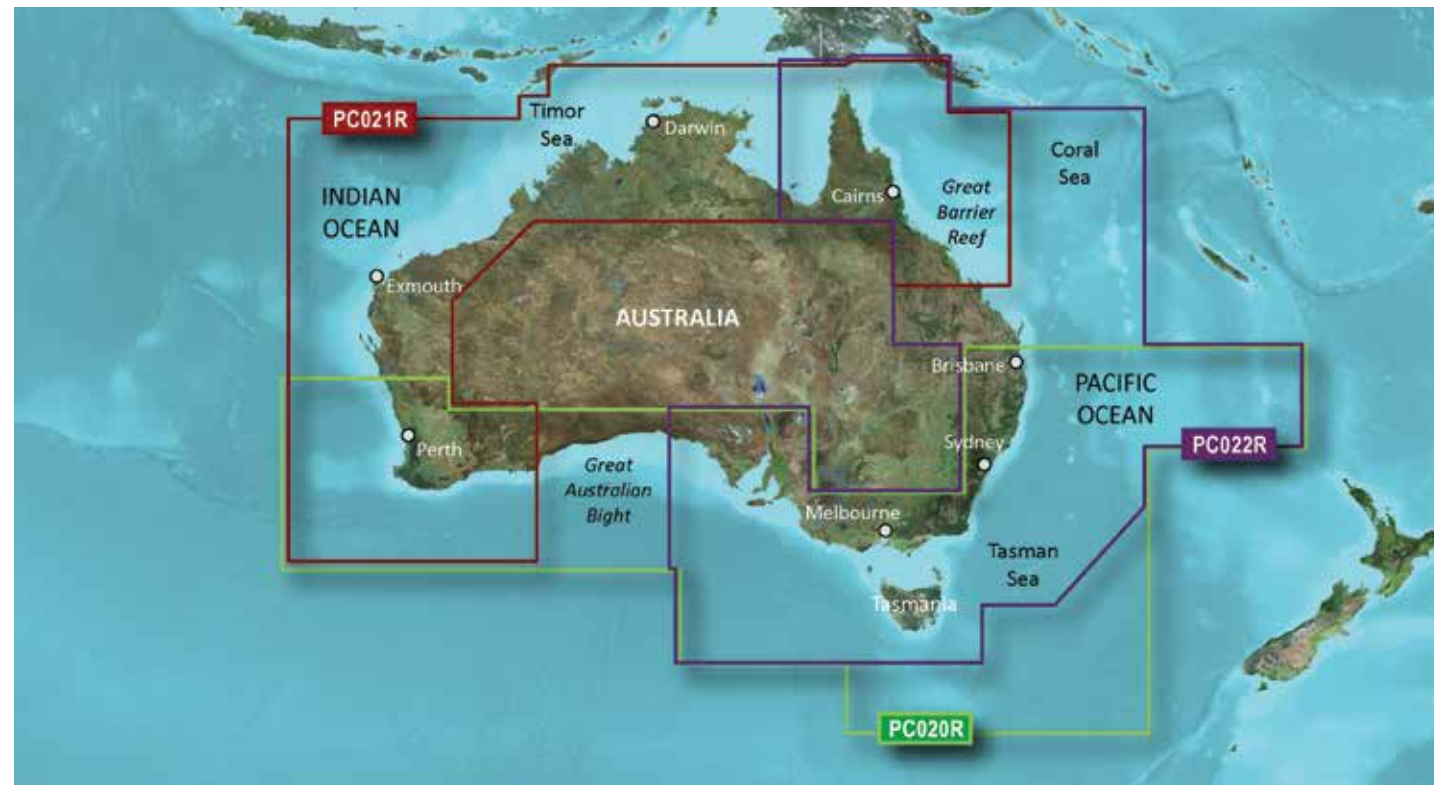 PC021R
Timor
Sea
Darwin
Coral
Sea
INDIAN
OCEAN
Cairns
Great
Barrier
Reef
Exmouth
AUSTRALIA
Brisbane
PACIFIC
OCEAN
Perth
Sydney
PC022R
Great
Australian
Bight
Melbourne
Tasman
Sea
Tasmania
PC020R